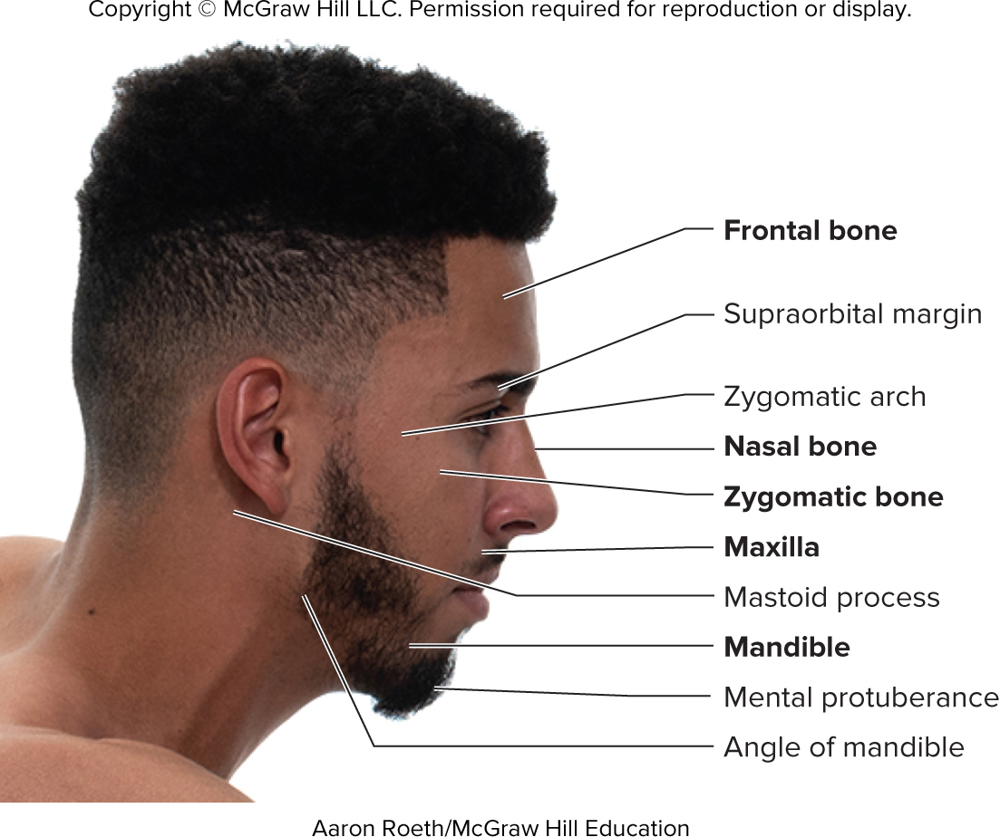 Copyright © McGraw Hill LLC. Permission required for reproduction or display.
Frontal bone
Supraorbital margin
Zygomatic arch
Nasal bone
Zygomatic bone
Maxilla
Mastoid process
Mandible
Mental protuberance
Angle of mandible
Aaron Roeth/McGraw Hill Education